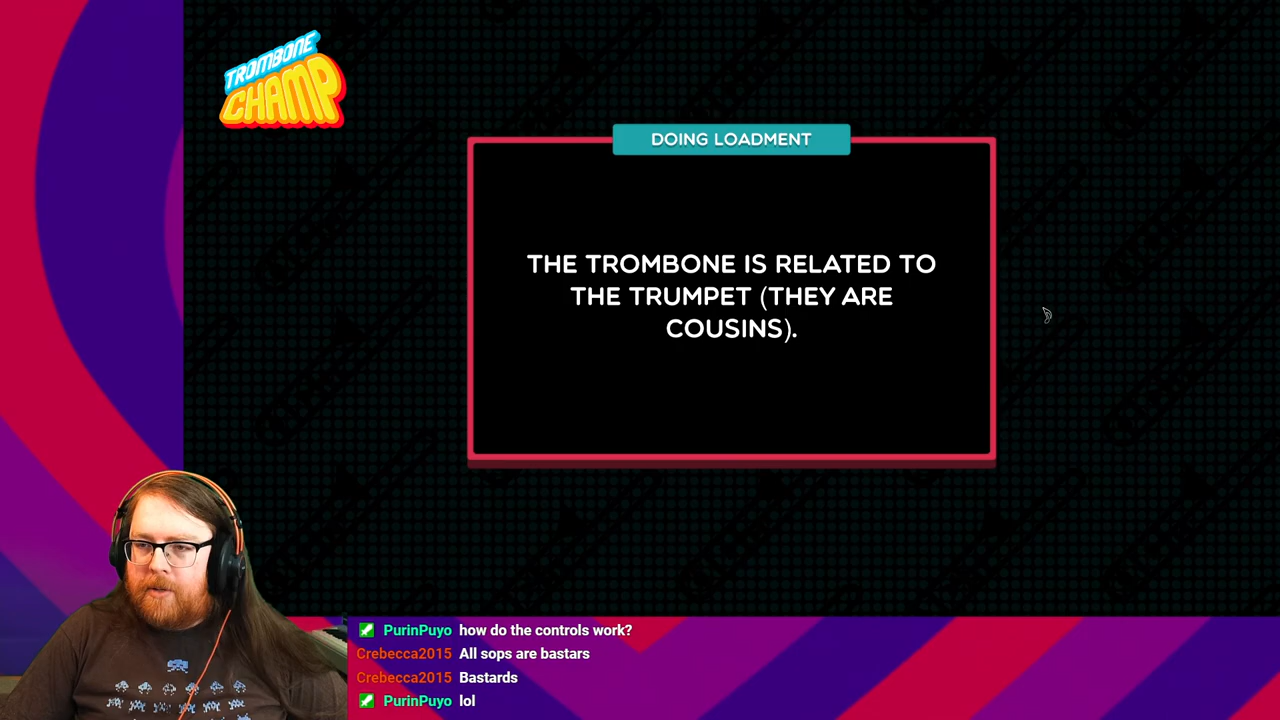 TROMBONE
CHAMP
DOING LOADMENT
THE TROMBONE IS RELATED TO
THE TRUMPET (THEY ARE
COUSINS).
PurinPuyo how do the controls work?
Crebecca2015 All sops are bastars
Crebecca2015 Bastards
PurinPuyo lol